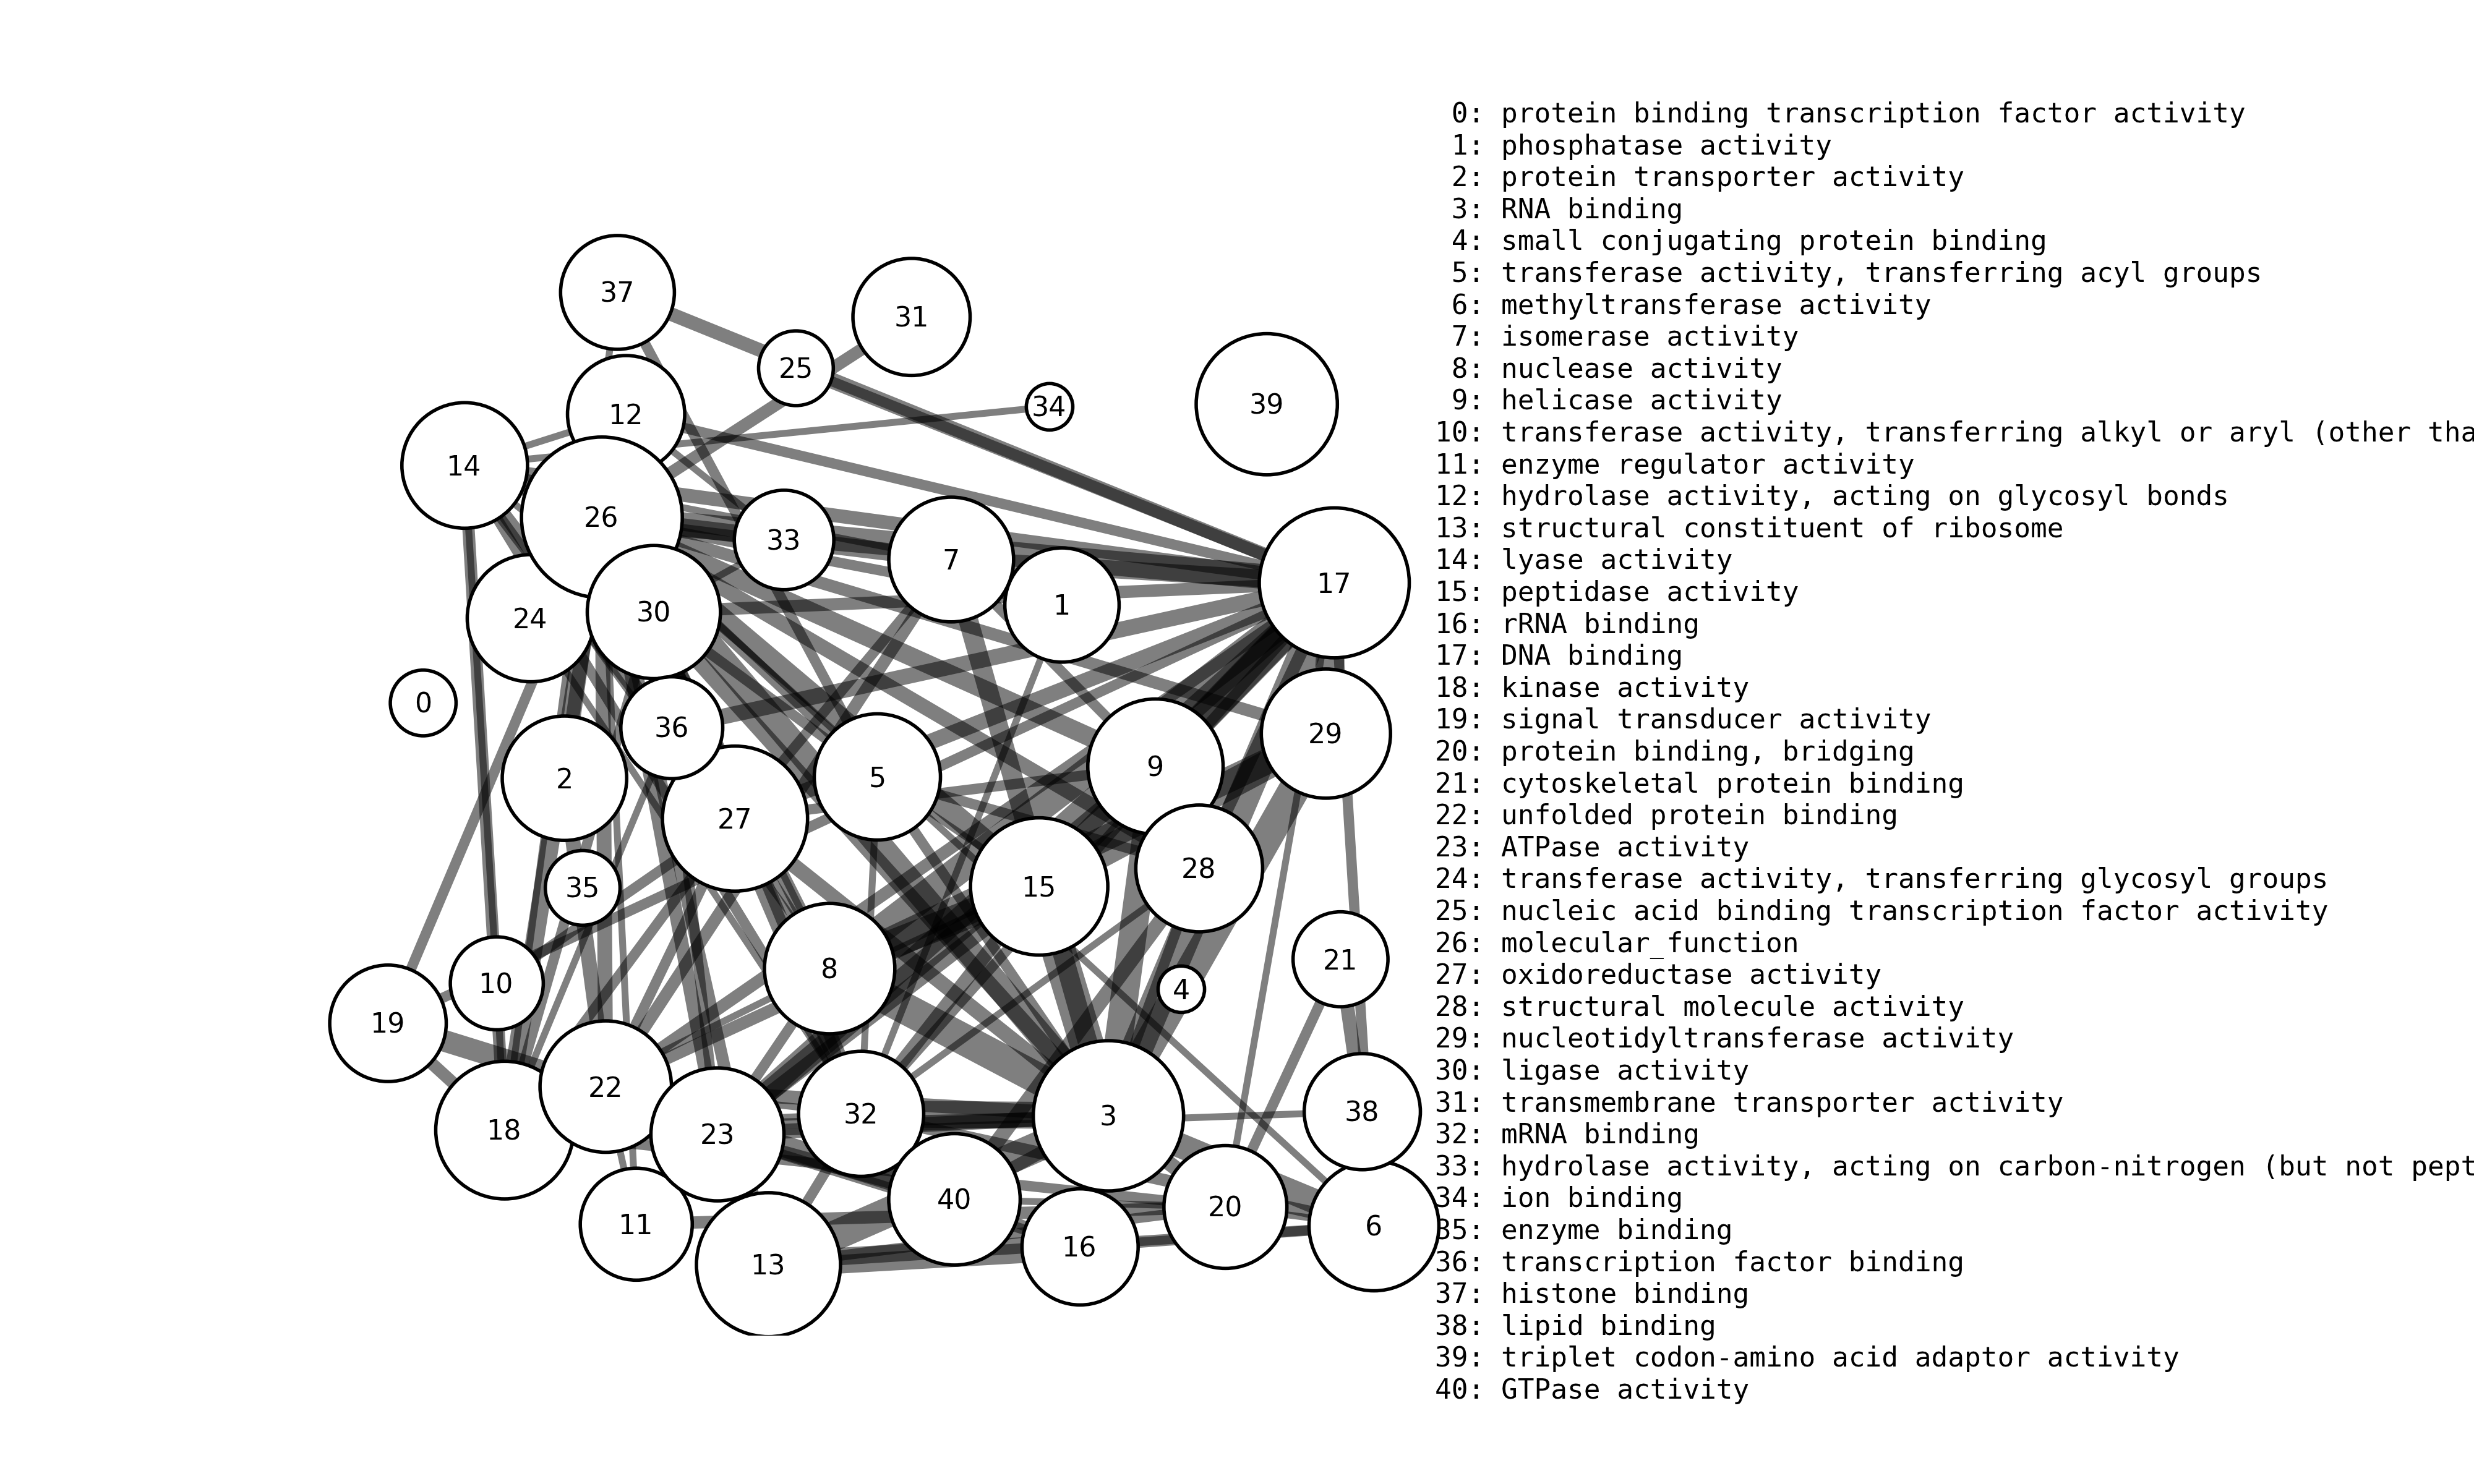 37
31
25
34
39
12
14
26
33
7
1
17
24
30
0
36
29
2
27
5
9
35
15
28
10
8
21
4
19
18
22
23
32
3
38
11
13
40
16
20
6
0: protein binding transcription factor activity
1: phosphatase activity
2: protein transporter activity
3: RNA binding
4: small conjugating protein binding
5: transferase activity, transferring acyl groups
6: methyltransferase activity
7: isomerase activity
8: nuclease activity
9: helicase activity
10: transferase activity, transferring alkyl or aryl (other tha
11: enzyme regulator activity
12: hydrolase activity, acting on glycosyl bonds
13: structural constituent of ribosome
14: lyase activity
15: peptidase activity
16: rRNA binding
17: DNA binding
18: kinase activity
19: signal transducer activity
20: protein binding, bridging
21: cytoskeletal protein binding
22: unfolded protein binding
23: ATPase activity
24: transferase activity, transferring glycosyl groups
25: nucleic acid binding transcription factor activity
26: molecular_function
27: oxidoreductase activity
28: structural molecule activity
29: nucleotidyltransferase activity
30: ligase activity
31: transmembrane transporter activity
32: mRNA binding
33: hydrolase activity, acting on carbon-nitrogen (but not pept
34: ion binding
35: enzyme binding
36: transcription factor binding
37: histone binding
38: lipid binding
39: triplet codon-amino acid adaptor activity
40: GTPase activity